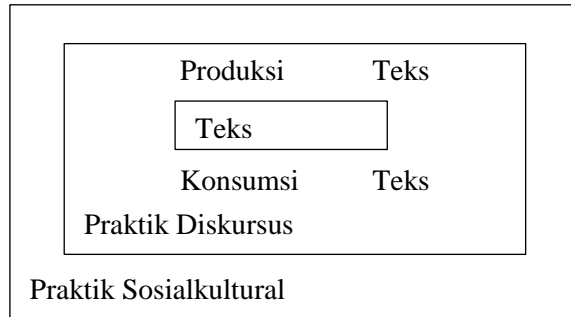 Produksi Teks
Teks
Konsumsi Teks
Praktik Diskursus
Praktik Sosialkultural